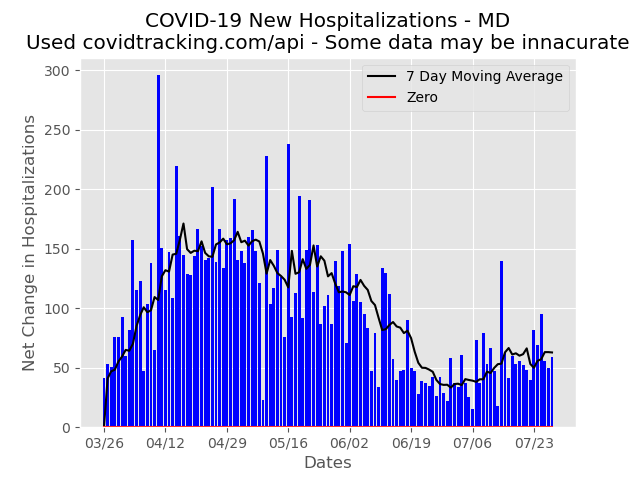 COVID-19 New Hospitalizations - MD
Used covidtracking.com/api - Some data may be innacurate
7 Day Moving Average
Zero
Net Change in Hospitalizations
300
250
200
150
100
50
0
03/26 04/12 04/29 05/16 06/02 06/19 07/06 07/23
Dates